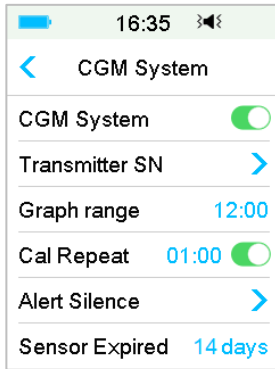 16:35
CGM System
CGM System
Transmitter SN
Graph range 12:00
Cal Repeat 01:00
Alert Silence
Sensor Expired 14 days